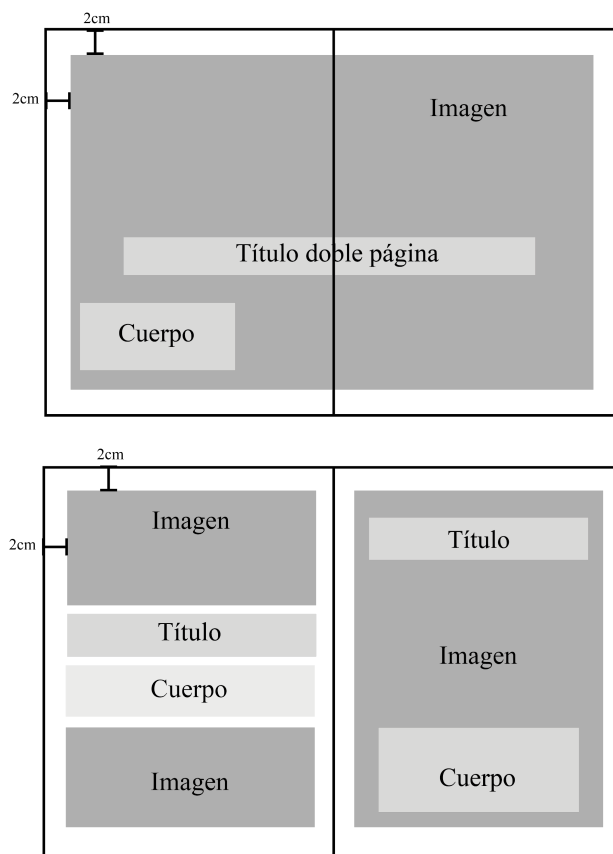 2cm
2cm
Imagen
Título doble página
Cuerpo
2cm
2cm
Imagen
Título
Cuerpo
Imagen
Título
Imagen
Cuerpo